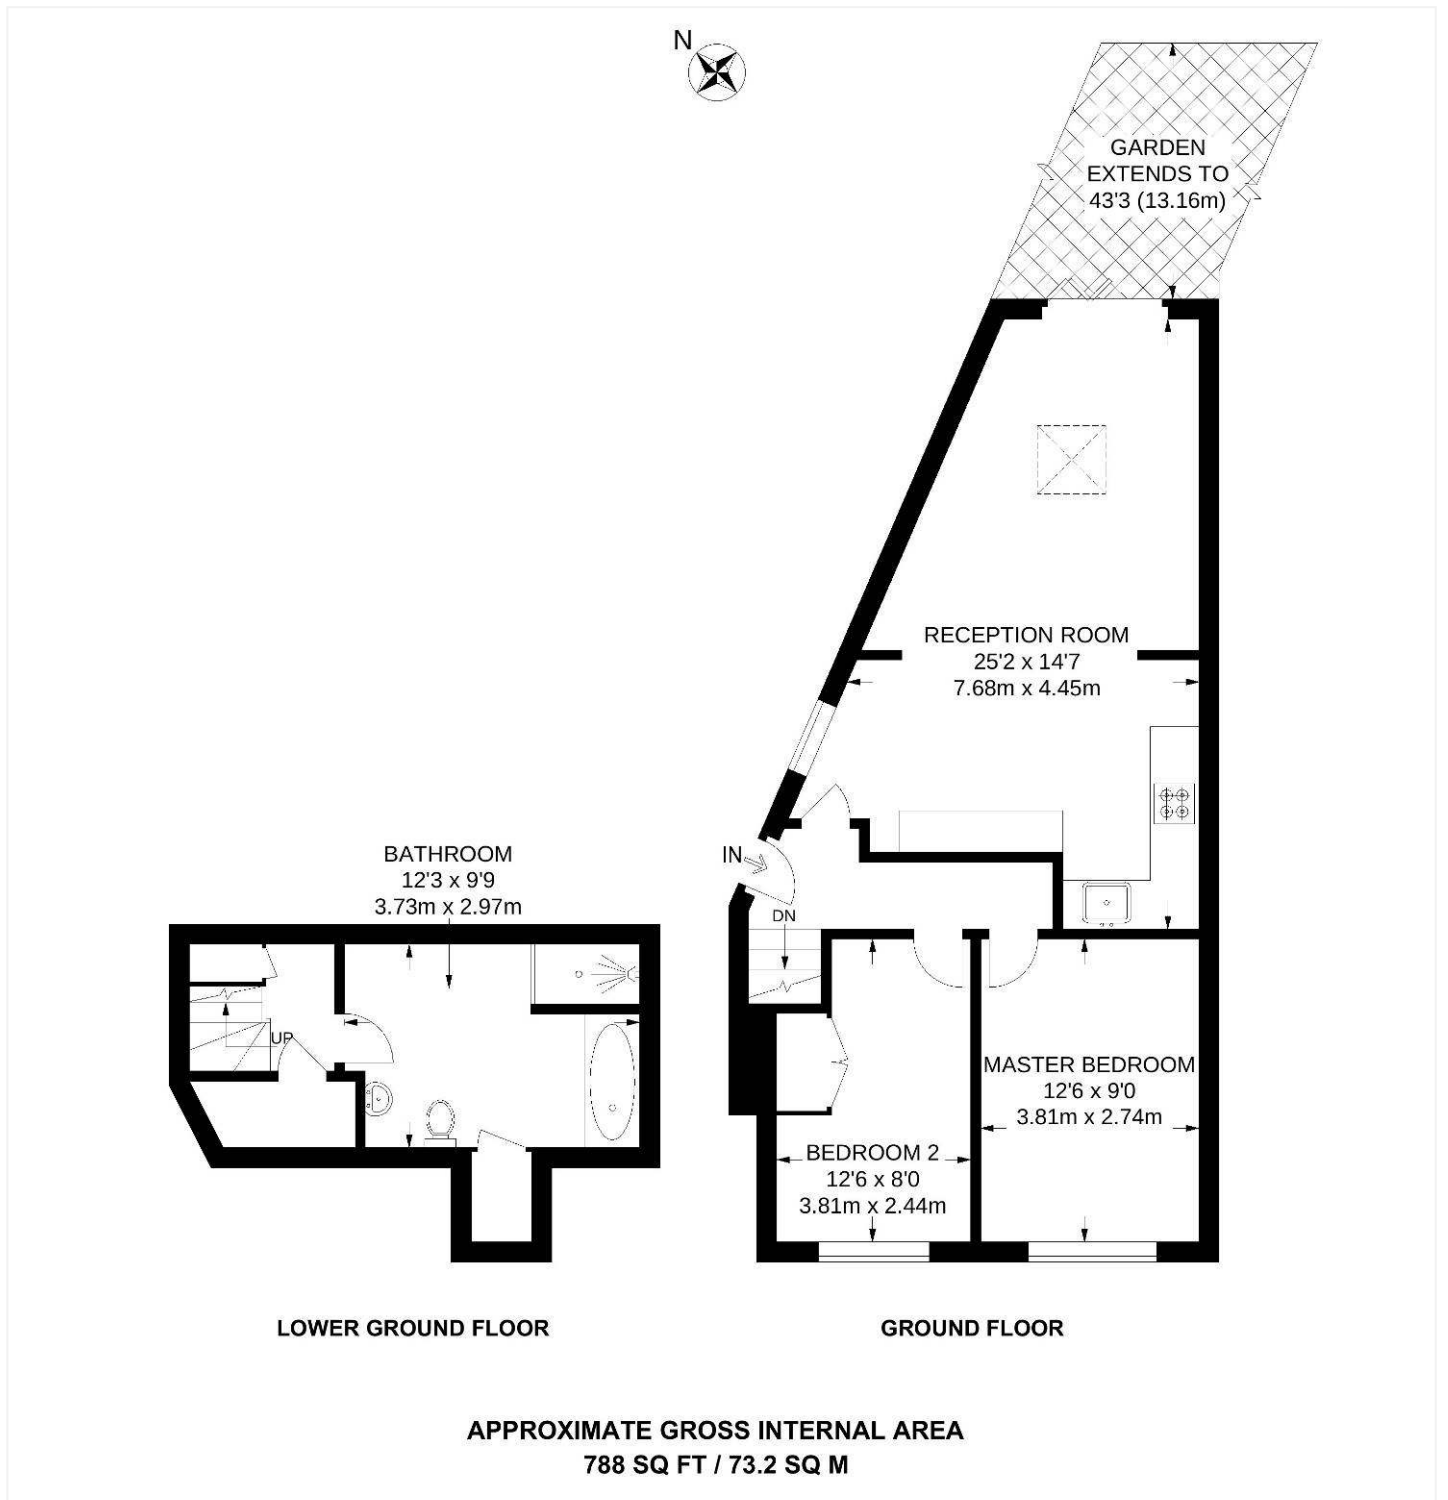 N
GARDEN
EXTENDS TO
43'3 (13.16m)
RECEPTION ROOM
25'2 x 14'7
7.68m x 4.45m
IN
DN
BATHROOM
12'3 x 9'9
3.73m x 2.97m
UP
MASTER BEDROOM
12'6 x 9'0
3.81m x 2.74m
BEDROOM 2
12'6 x 8'0
3.81m x 2.44m
LOWER GROUND FLOOR
GROUND FLOOR
APPROXIMATE GROSS INTERNAL AREA
788 SQ FT / 73.2 SQ M